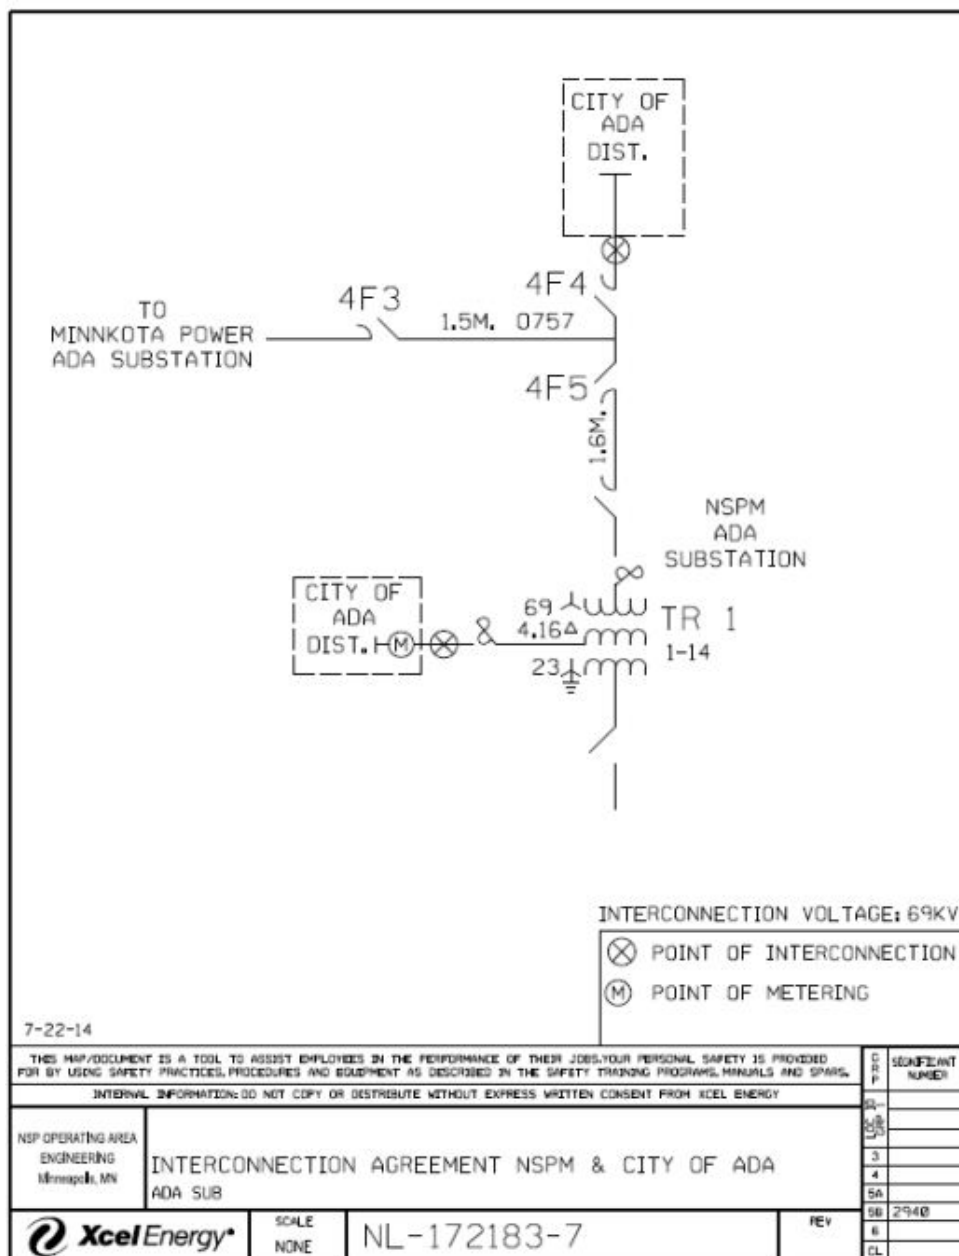 CITY OF
ADA
DIST.
4F4
4F3
TO
MINNKOTA POWER
ADA SUBSTATION
1.5M. 0757
4F5
1.6M.
NSPM
ADA
SUBSTATION
CITY OF
ADA
DIST.
M
69
4.16Δ
23
TR 1
1-14
INTERCONNECTION VOLTAGE: 69KV
POINT OF INTERCONNECTION
M POINT OF METERING
7-22-14
THIS MAP/DOCUMENT IS A TOOL TO ASSIST EMPLOYEES IN THE PERFORMANCE OF THEIR JOBS. YOUR PERSONAL SAFETY IS PROVIDED
FOR BY USING SAFETY PRACTICES, PROCEDURES AND EQUIPMENT AS DESCRIBED IN THE SAFETY TRAINING PROGRAMS, MANUALS AND SPARS.
INTERNAL INFORMATION: DO NOT COPY OR DISTRIBUTE WITHOUT EXPRESS WRITTEN CONSENT FROM XCEL ENERGY
NSP OPERATING AREA
ENGINEERING
Minneapolis, MN
INTERCONNECTION AGREEMENT NSPM & CITY OF ADA
ADA SUB
Xcel Energy
SCALE
NONE
NL-172183-7
REV
GRP
SIGNIFICANT
NUMBER
3
4
5A
5B 2940
6
CL